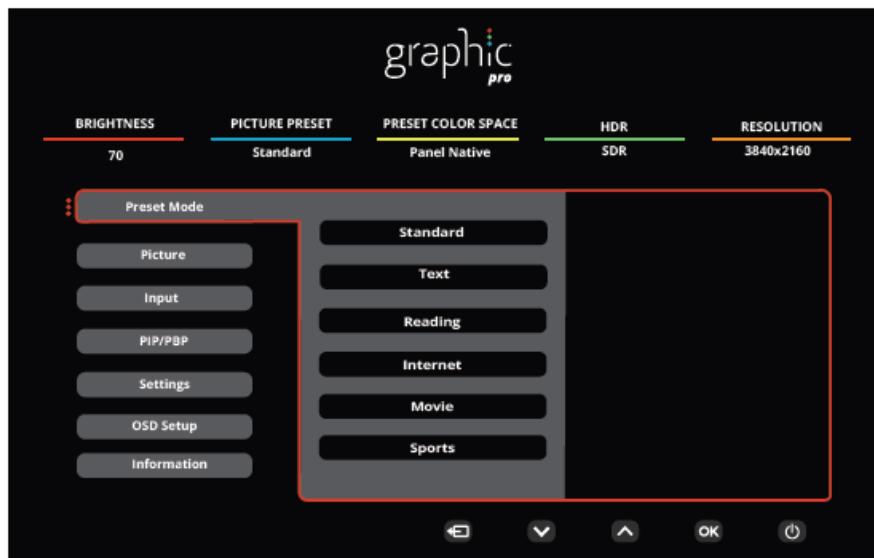 graphic
pro
BRIGHTNESS PICTURE PRESET PRESET COLOR SPACE HDR RESOLUTION
70 Standard Panel Native SDR 3840x2160
Preset Mode
Picture
Input
PIP/PBP
Settings
OSD Setup
Information
Standard
Text
Reading
Internet
Movie
Sports
OK